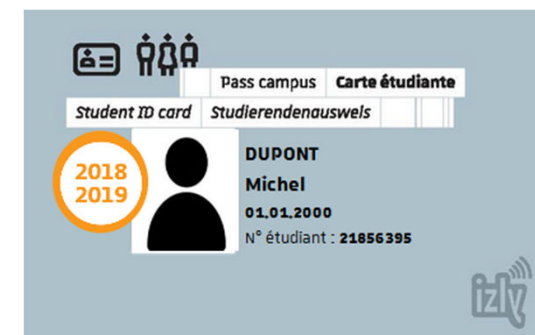 Pass campus Carte étudiante
Student ID card Studierendenausweis
2018
2019
DUPONT
Michel
01.01.2000
N° étudiant : 21856395
izly